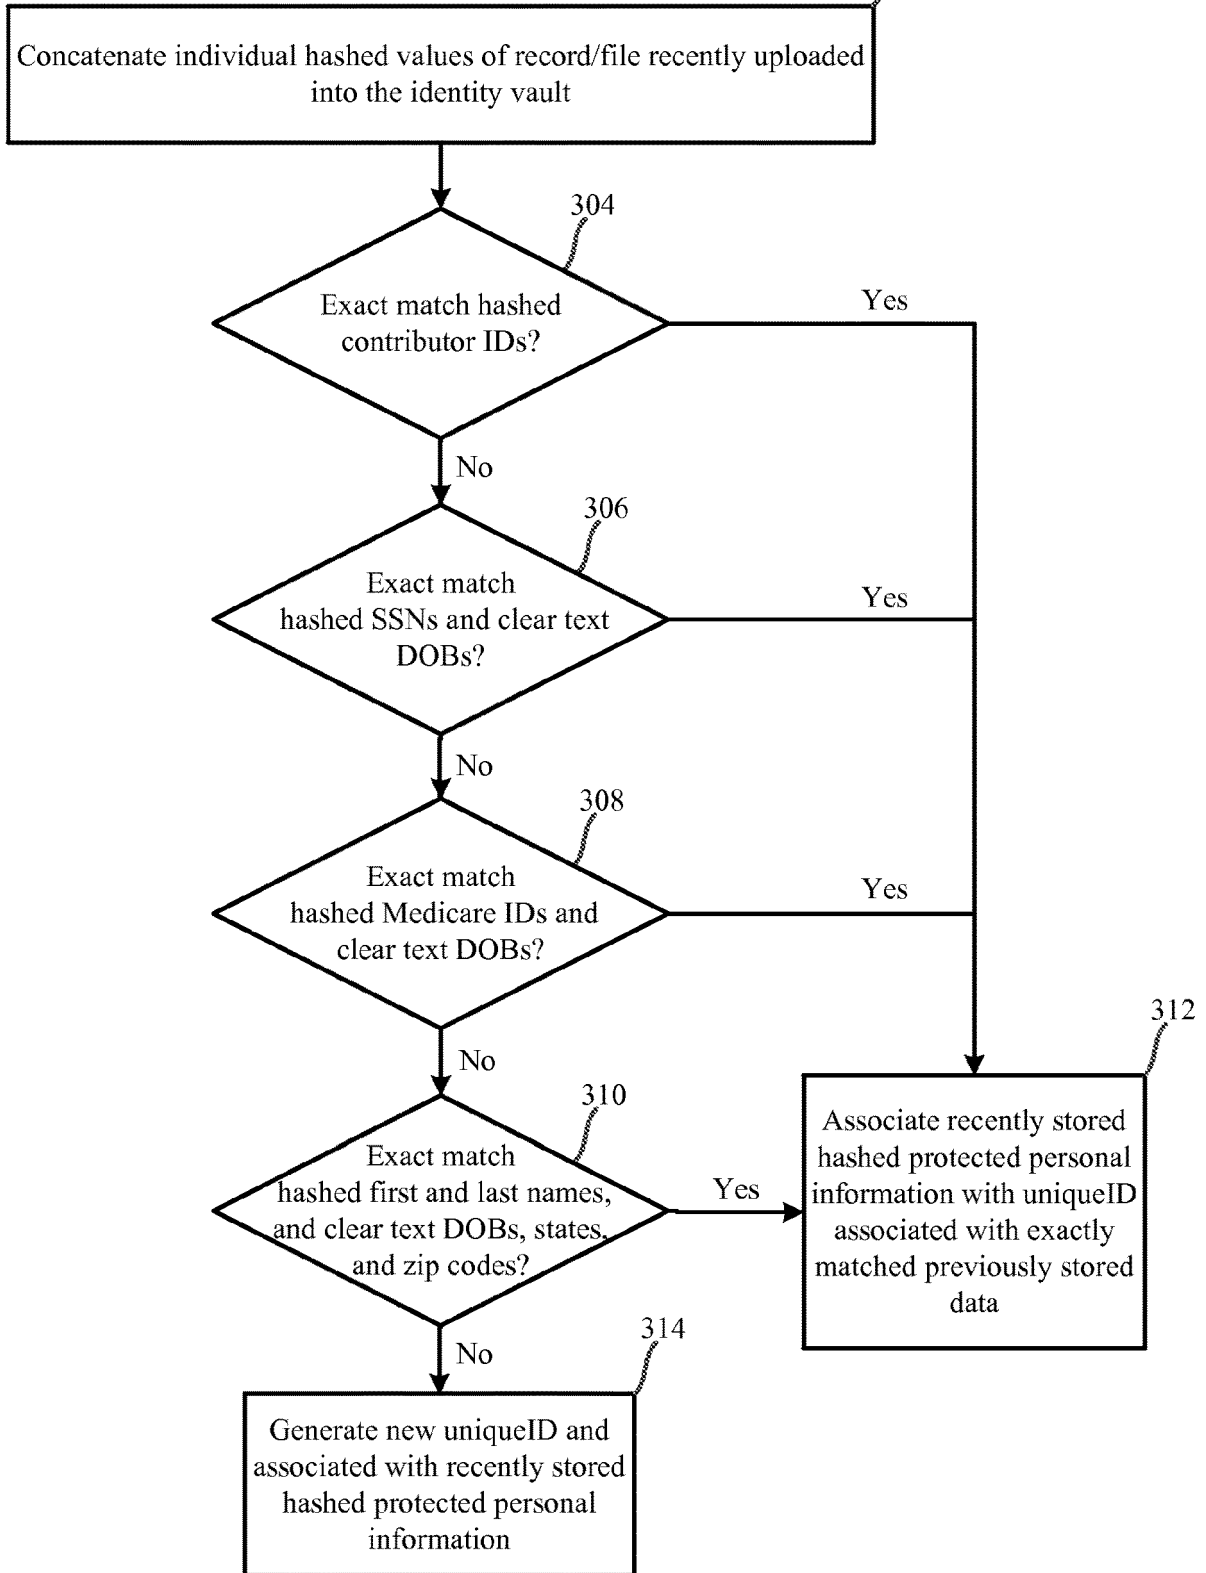 Concatenate individual hashed values of record/file recently uploaded
into the identity vault
304
Exact match hashed
contributor IDs?
Yes
No
306
Exact match
hashed SSNs and clear text
DOBs?
Yes
No
308
Exact match
hashed Medicare IDs and
clear text DOBs?
Yes
No
310
Exact match
hashed first and last names,
and clear text DOBs, states,
and zip codes?
Yes
312
Associate recently stored
hashed protected personal
information with uniqueID
associated with exactly
matched previously stored
data
No
314
Generate new uniqueID and
associated with recently stored
hashed protected personal
information